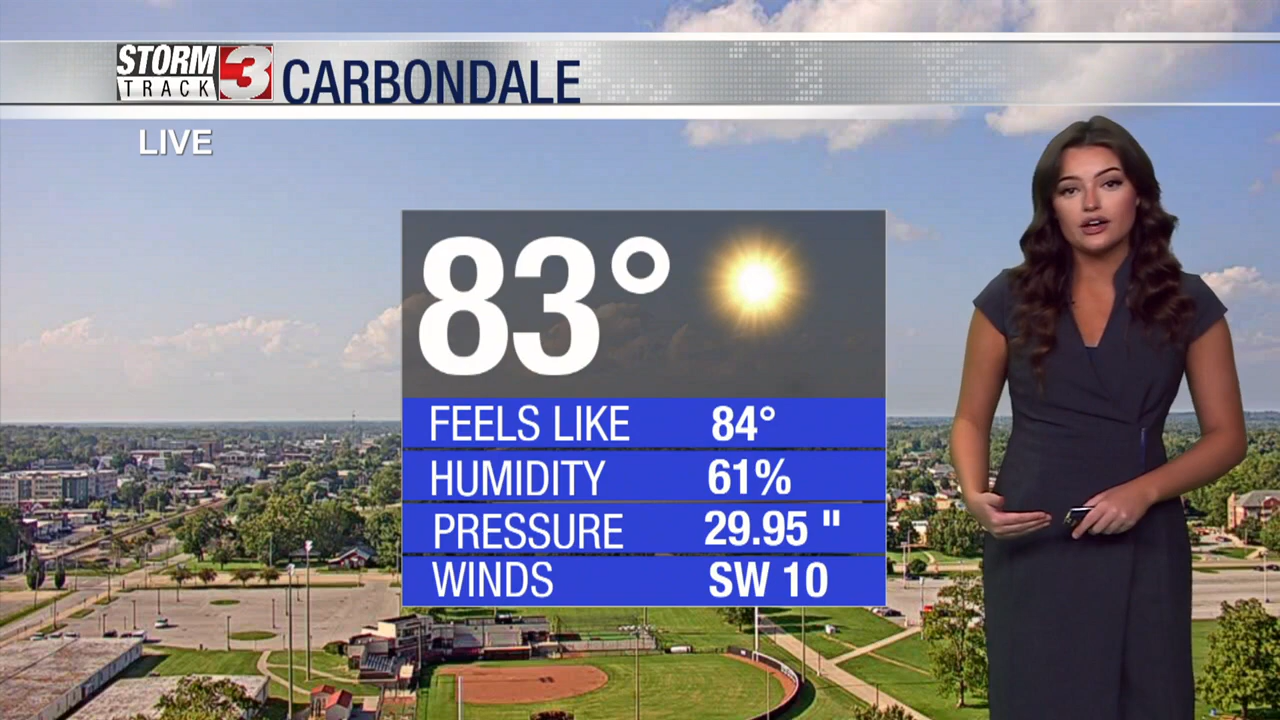 STORM
TRACK 3
CARBONDALE
LIVE
83°
FEELS LIKE 84°
HUMIDITY 61%
PRESSURE 29.95 "
WINDS SW 10